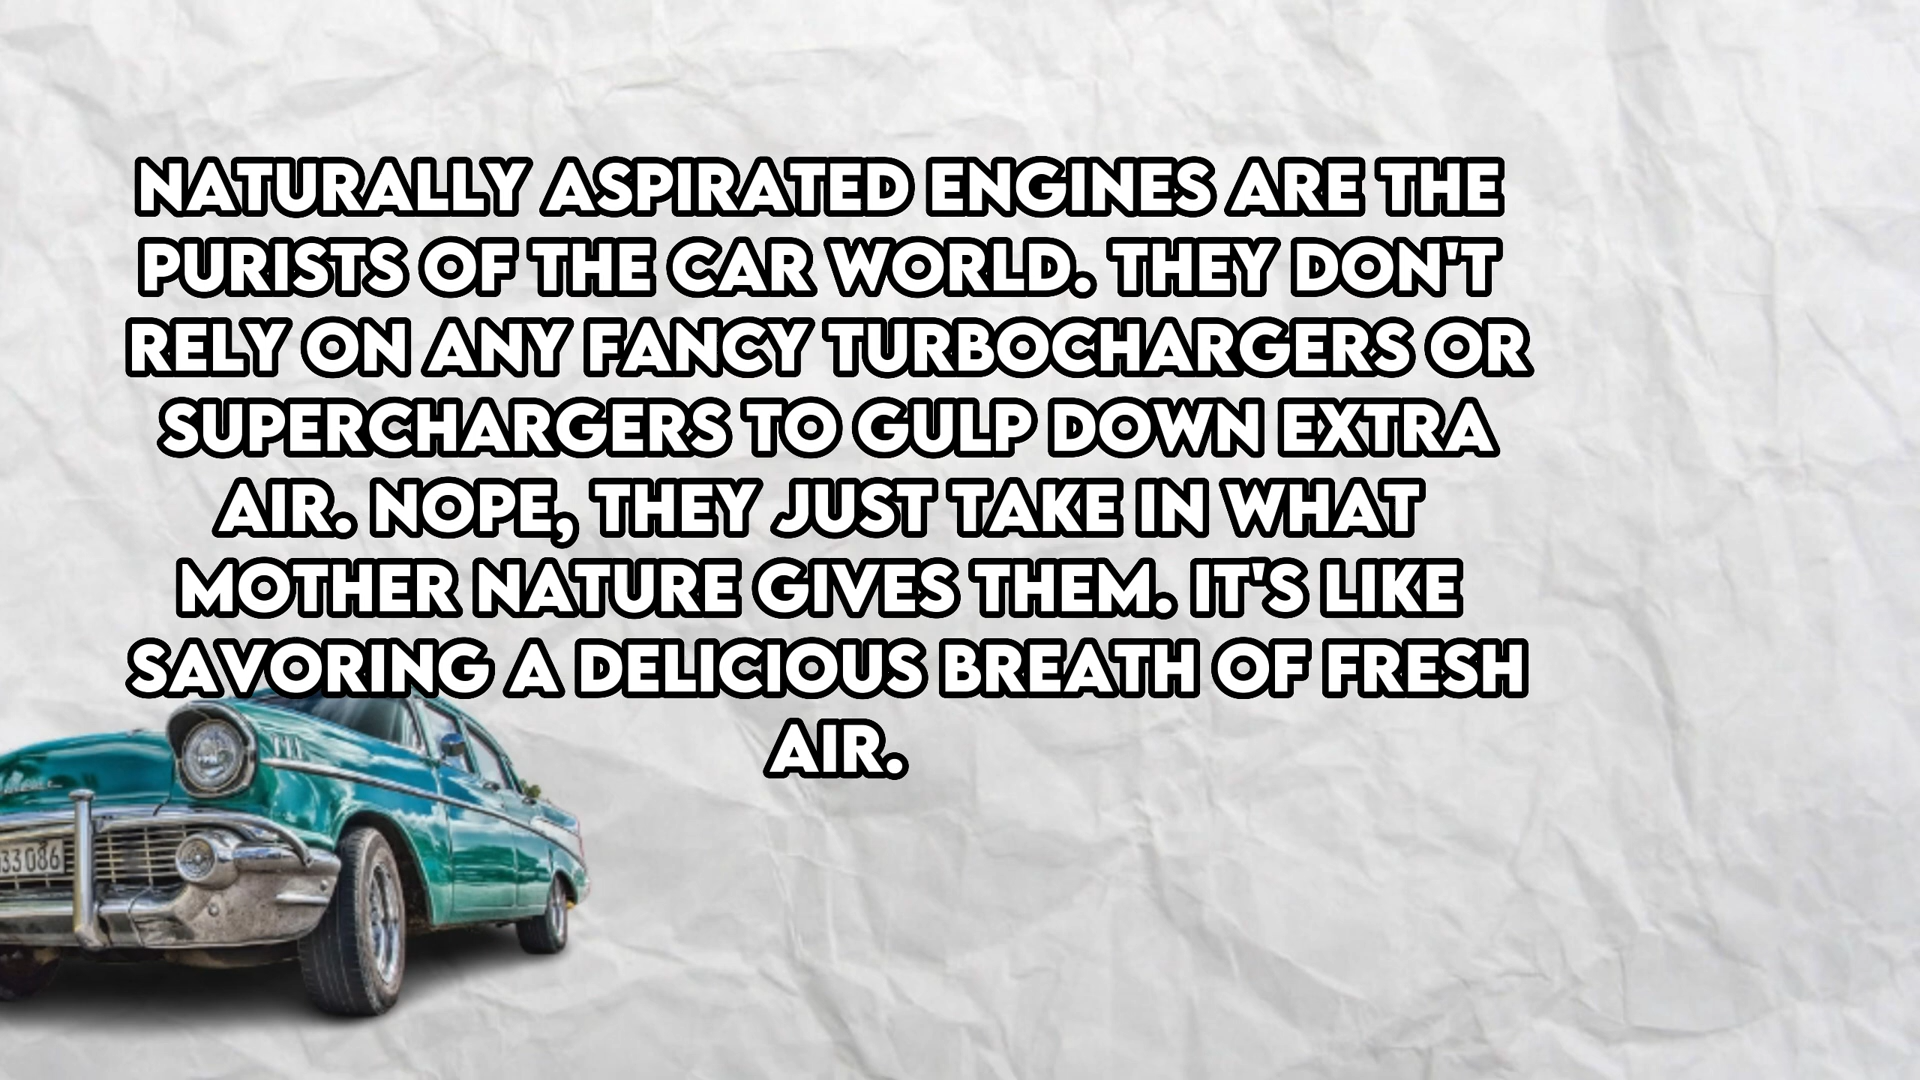 NATURALLY ASPIRATED ENGINES ARE THE
PURISTS OF THE CAR WORLD. THEY DON'T
RELY ON ANY FANCY TURBOCHARGERS OR
SUPERCHARGERS TO GULP DOWN EXTRA
AIR. NOPE, THEY JUST TAKE IN WHAT
MOTHER NATURE GIVES THEM. IT'S LIKE
SAVORING A DELICIOUS BREATH OF FRESH
AIR.
33 086